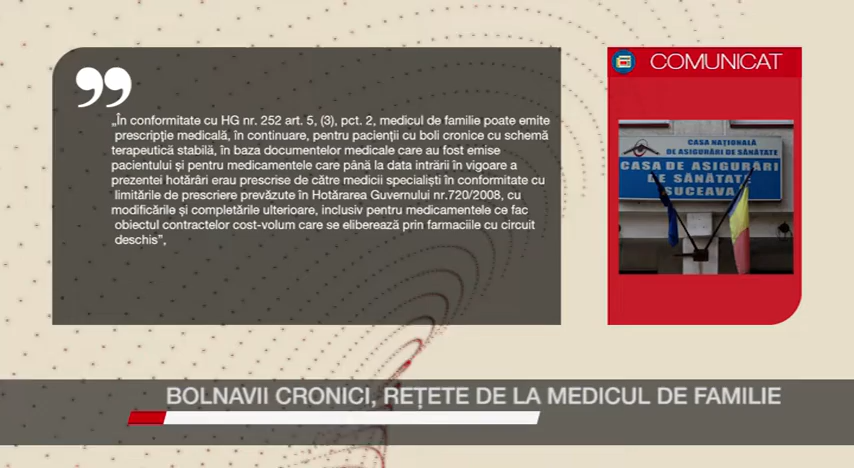 COMUNICAT
„În conformitate cu HG nr. 252 art. 5, (3), pct. 2, medicul de familie poate emite
prescripție medicală, în continuare, pentru pacienții cu boli cronice cu schemă
terapeutică stabilă, în baza documentelor medicale care au fost emise
pacientului și pentru medicamentele care până la data intrării în vigoare a
prezentei hotărâri erau prescrise de către medicii specialiști în conformitate cu
limitările de prescriere prevăzute în Hotărarea Guvernului nr.720/2008, cu
modificările și completările ulterioare, inclusiv pentru medicamentele ce fac
obiectul contractelor cost-volum care se eliberează prin farmaciile cu circuit
deschis”,
CASA NAȚIONALĂ
DE ASIGURĂRI DE SĂNĂTATE
CASA DE ASIGURĂRI
DE SĂNĂTATE
SUCEAVA
BOLNAVII CRONICI, REȚETE DE LA MEDICUL DE FAMILIE